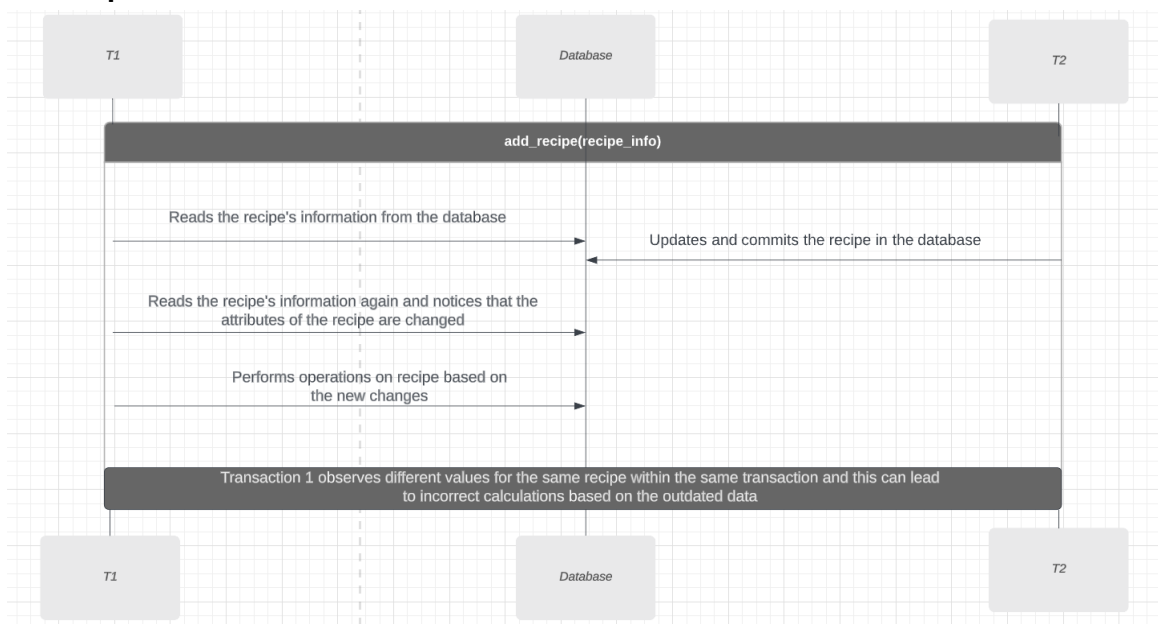 T1
Database
T2
add_recipe(recipe_info)
Reads the recipe's information from the database
Updates and commits the recipe in the database
Reads the recipe's information again and notices that the
attributes of the recipe are changed
Performs operations on recipe based on
the new changes
Transaction 1 observes different values for the same recipe within the same transaction and this can lead
to incorrect calculations based on the outdated data
T1
Database
T2